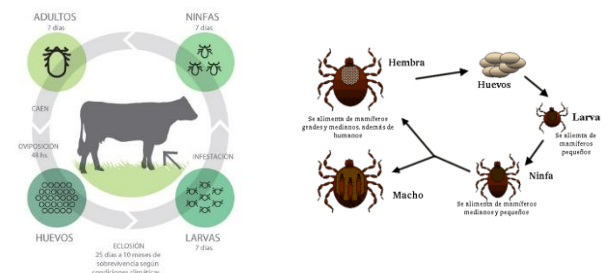 ADULTOS
7 días
NINFAS
7 días
CAEN
OVIPOSICIÓN
48 hs.
INFESTACIÓN
HUEVOS
LARVAS
7 días
ECLOSIÓN
25 días a 10 meses de
sobrevivencia según
condiciones climáticas
Hembra
Se alimenta de mamíferos
grades y medianos, además de
humanos
Huevos
Larva
Se alimenta de
mamíferos
pequeños
Ninfa
Se alimenta de mamíferos
medianos y pequeños
Macho